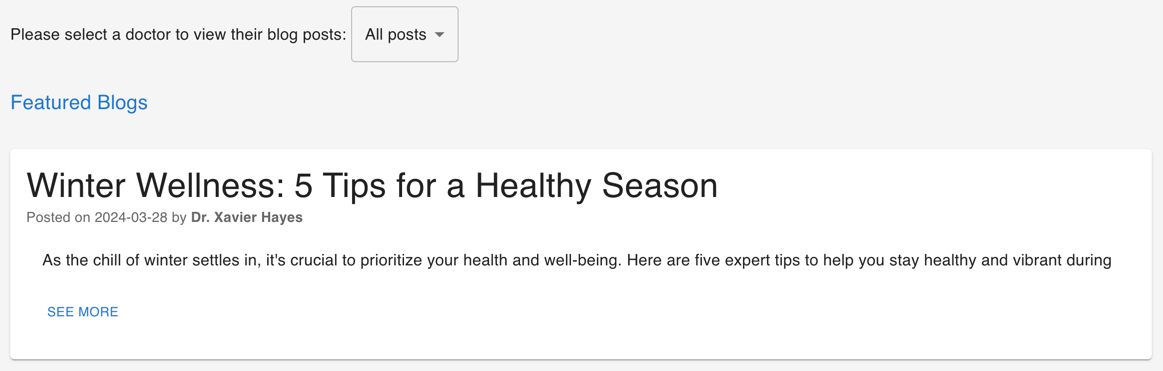 Please select a doctor to view their blog posts: All posts
Featured Blogs
Winter Wellness: 5 Tips for a Healthy Season
Posted on 2024-03-28 by Dr. Xavier Hayes
As the chill of winter settles in, it's crucial to prioritize your health and well-being. Here are five expert tips to help you stay healthy and vibrant during
SEE MORE